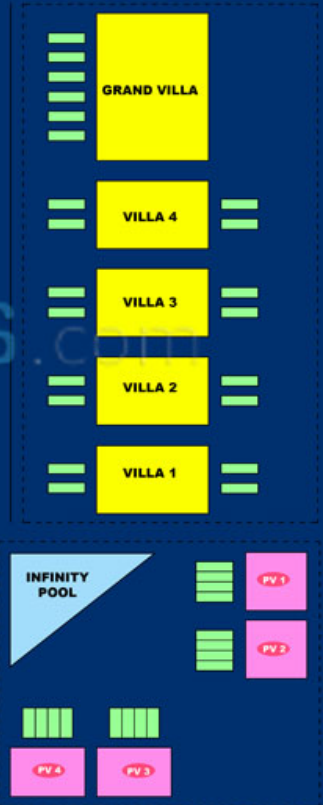 GRAND VILLA
VILLA 4
VILLA 3
S.com
VILLA 2
VILLA 1
INFINITY
POOL
PV 1
PV 2
PV 4
PV 3